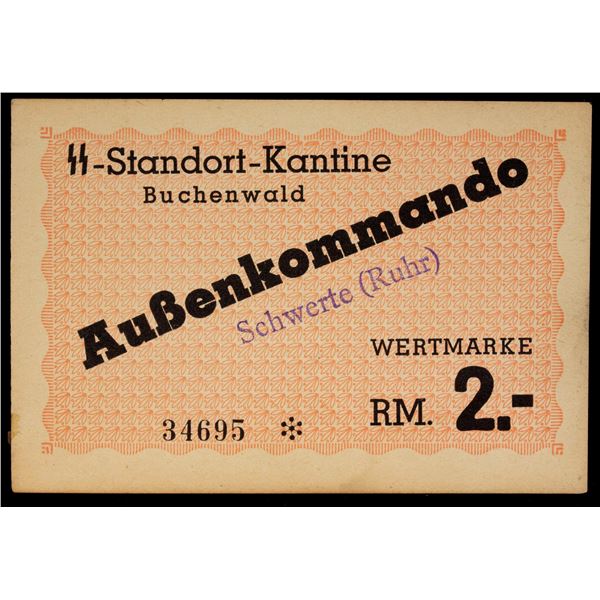 ᛋᛋ-Standort-Kantine
Buchenwald
Außenkommando
Schwerte (Ruhr)
WERTMARKE
RM. 2.-
34695 *